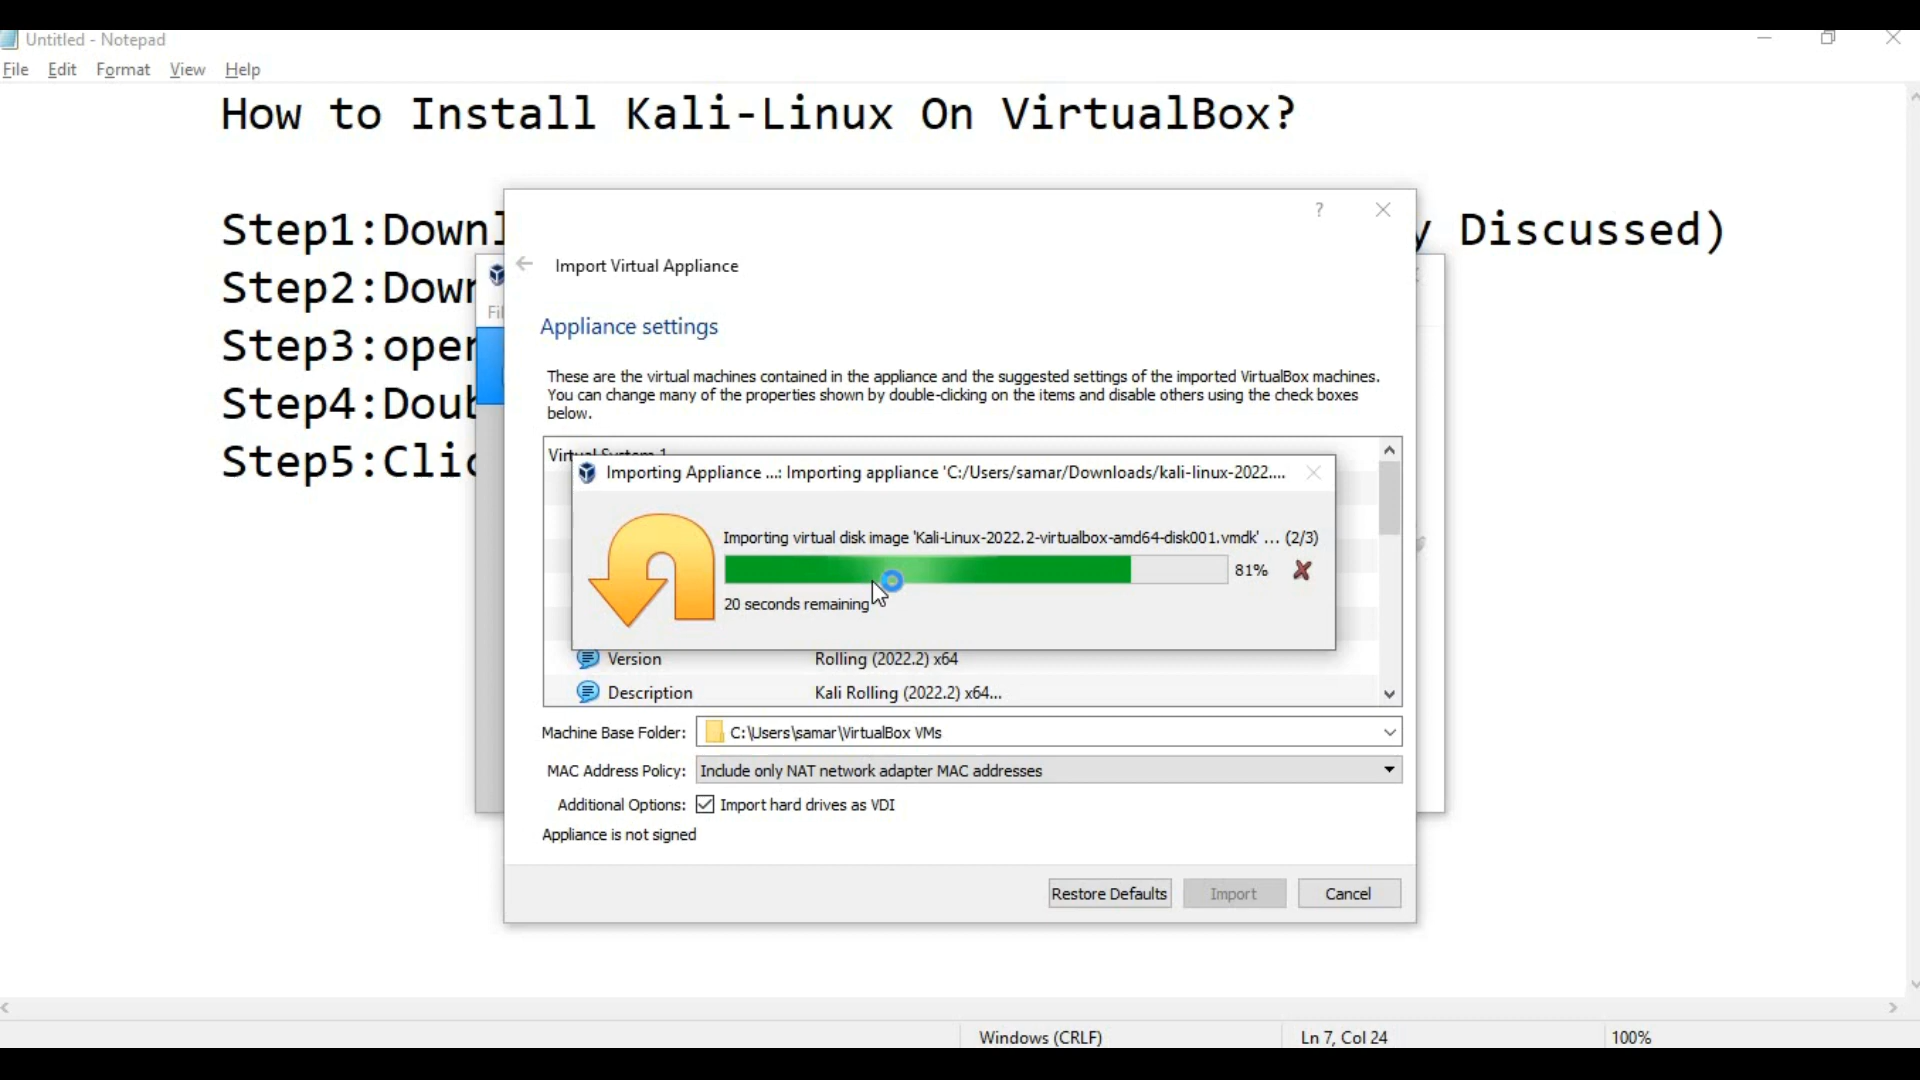 Untitled - Notepad
File Edit Format View Help
How to Install Kali-Linux On VirtualBox?
Step1:Downl y Discussed)
Step2:Down
Step3:open
Step4:Doub
Step5:Clic
Fil
?
Import Virtual Appliance
Appliance settings
These are the virtual machines contained in the appliance and the suggested settings of the imported VirtualBox machines.
You can change many of the properties shown by double-clicking on the items and disable others using the check boxes
below.
Virtual System 1
Importing Appliance ...: Importing appliance 'C:/Users/samar/Downloads/kali-linux-2022....
Importing virtual disk image 'Kali-Linux-2022.2-virtualbox-amd64-disk001.vmdk' ... (2/3)
81%
20 seconds remaining
Version Rolling (2022.2) x64
Description Kali Rolling (2022.2) x64...
Machine Base Folder: C:\Users\samar\VirtualBox VMs
MAC Address Policy: Include only NAT network adapter MAC addresses
Additional Options: Import hard drives as VDI
Appliance is not signed
Restore Defaults Import Cancel
Windows (CRLF) Ln 7, Col 24 100%